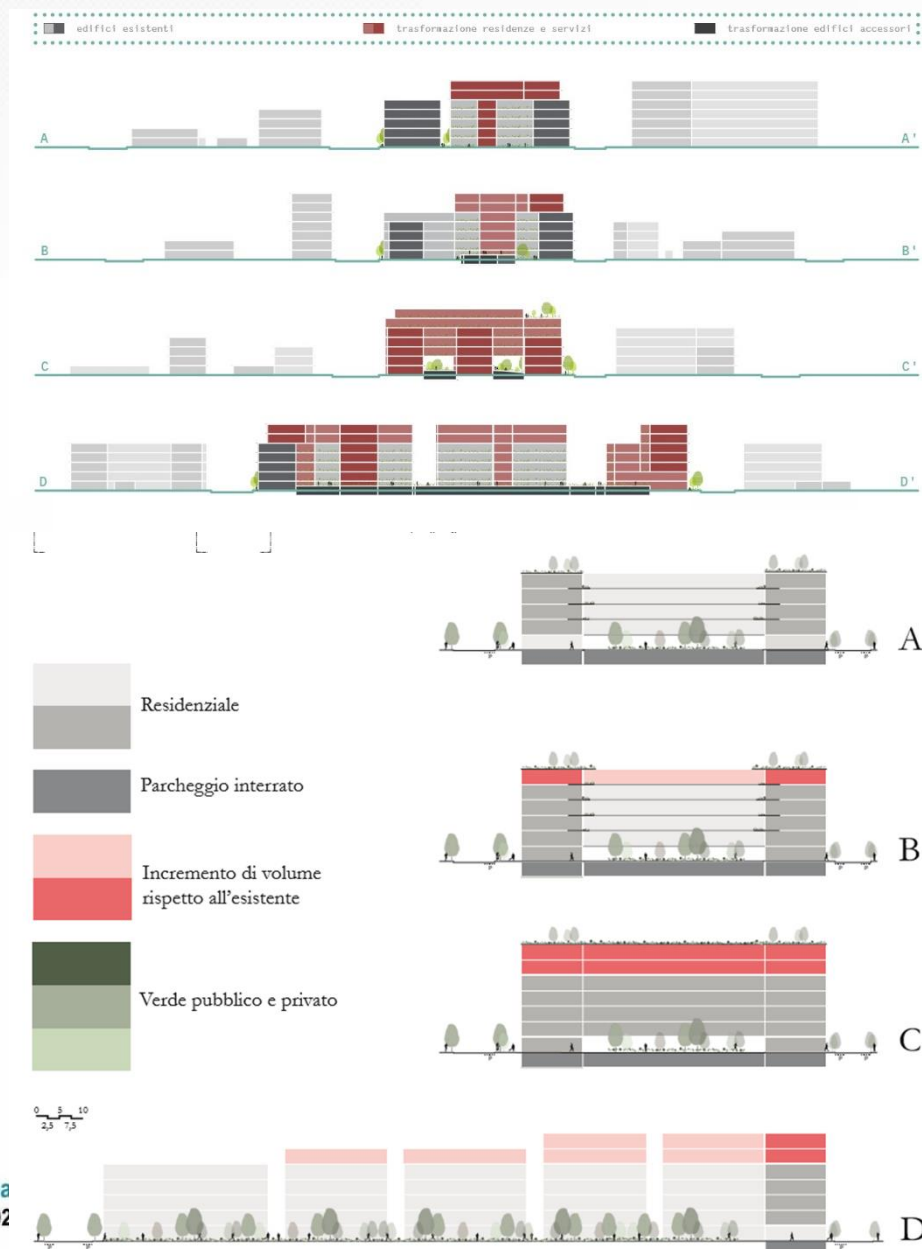 edifici esistenti
trasformazione residenze e servizi
trasformazione edifici accessori
A A'
B B'
C C'
D D'
A
Residenziale
Parcheggio interrato
B
Incremento di volume
rispetto all'esistente
Verde pubblico e privato
C
0 5 10
2,5 7,5
D